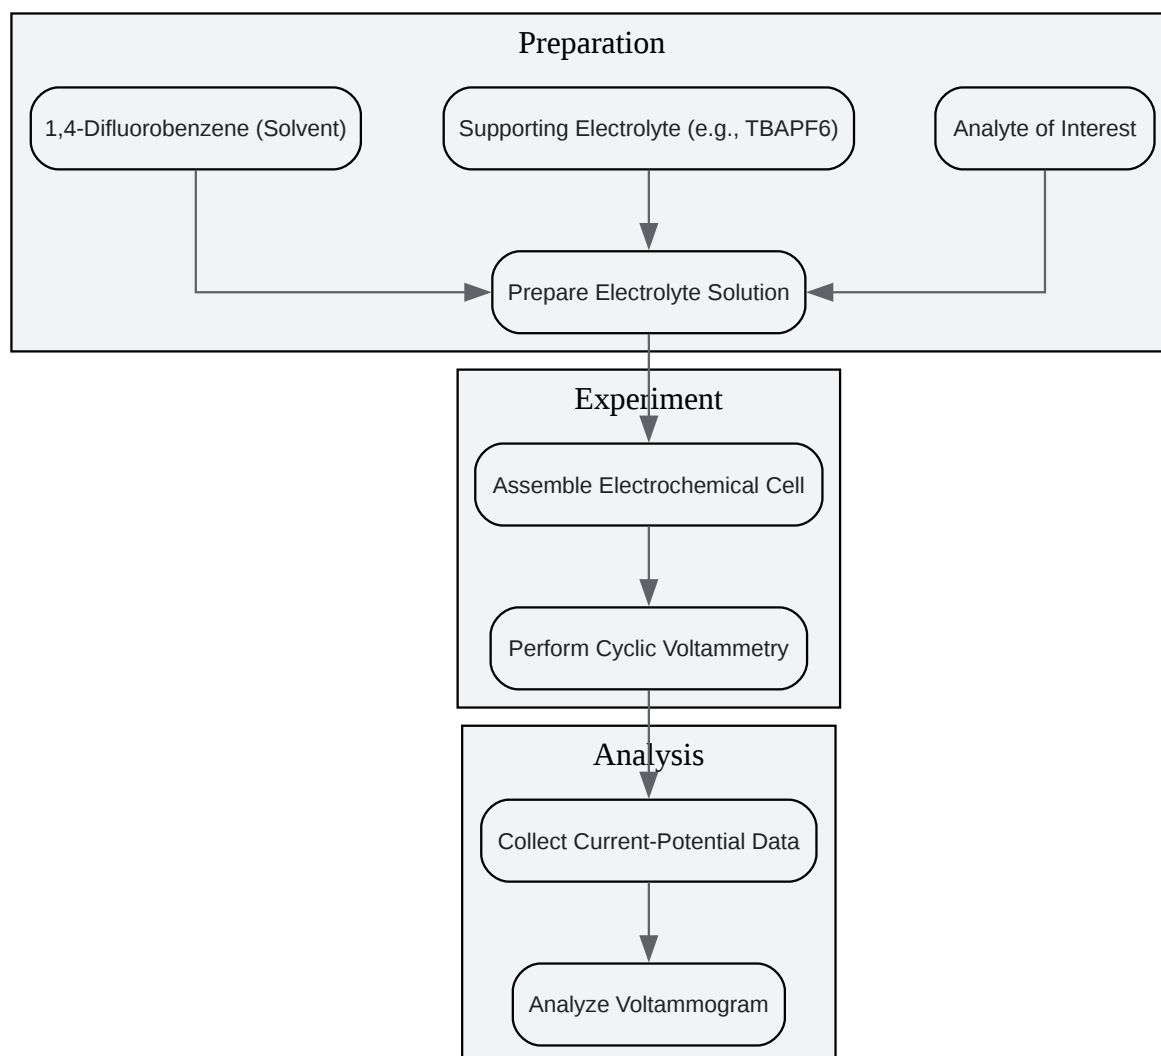 Preparation
1,4-Difluorobenzene (Solvent)
Supporting Electrolyte (e.g., TBAPF6)
Analyte of Interest
Prepare Electrolyte Solution
Experiment
Assemble Electrochemical Cell
Perform Cyclic Voltammetry
Analysis
Collect Current-Potential Data
Analyze Voltammogram